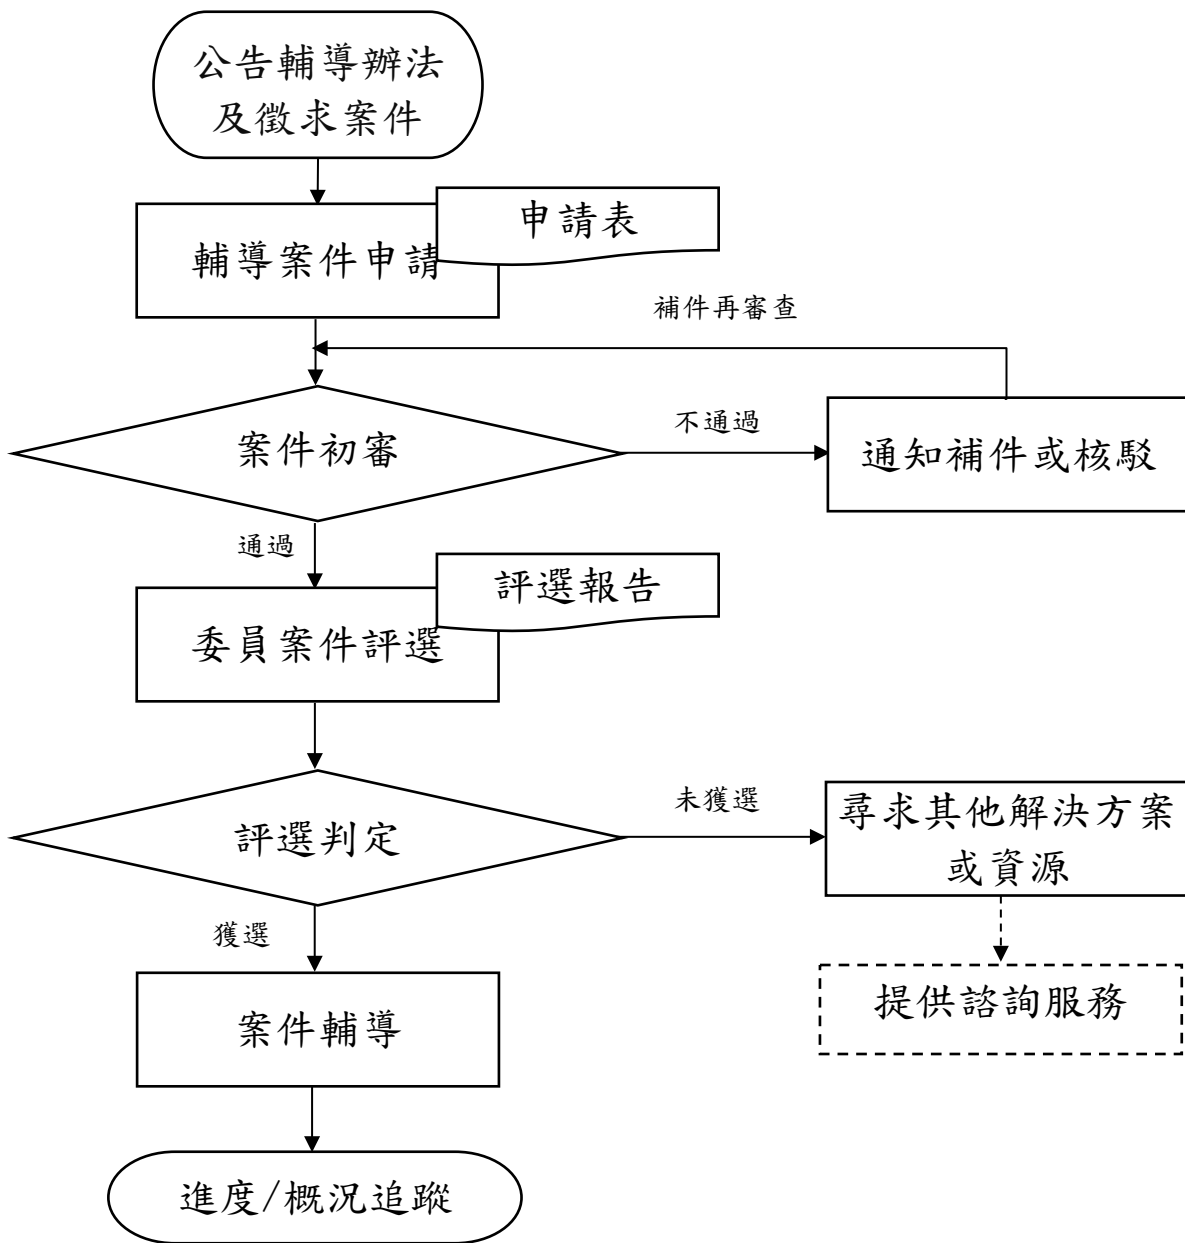 公告輔導辦法
及徵求案件
申請表
輔導案件申請
補件再審查
案件初審
不通過
通知補件或核駁
通過
評選報告
委員案件評選
評選判定
未獲選
尋求其他解決方案
或資源
獲選
提供諮詢服務
案件輔導
進度/概況追蹤